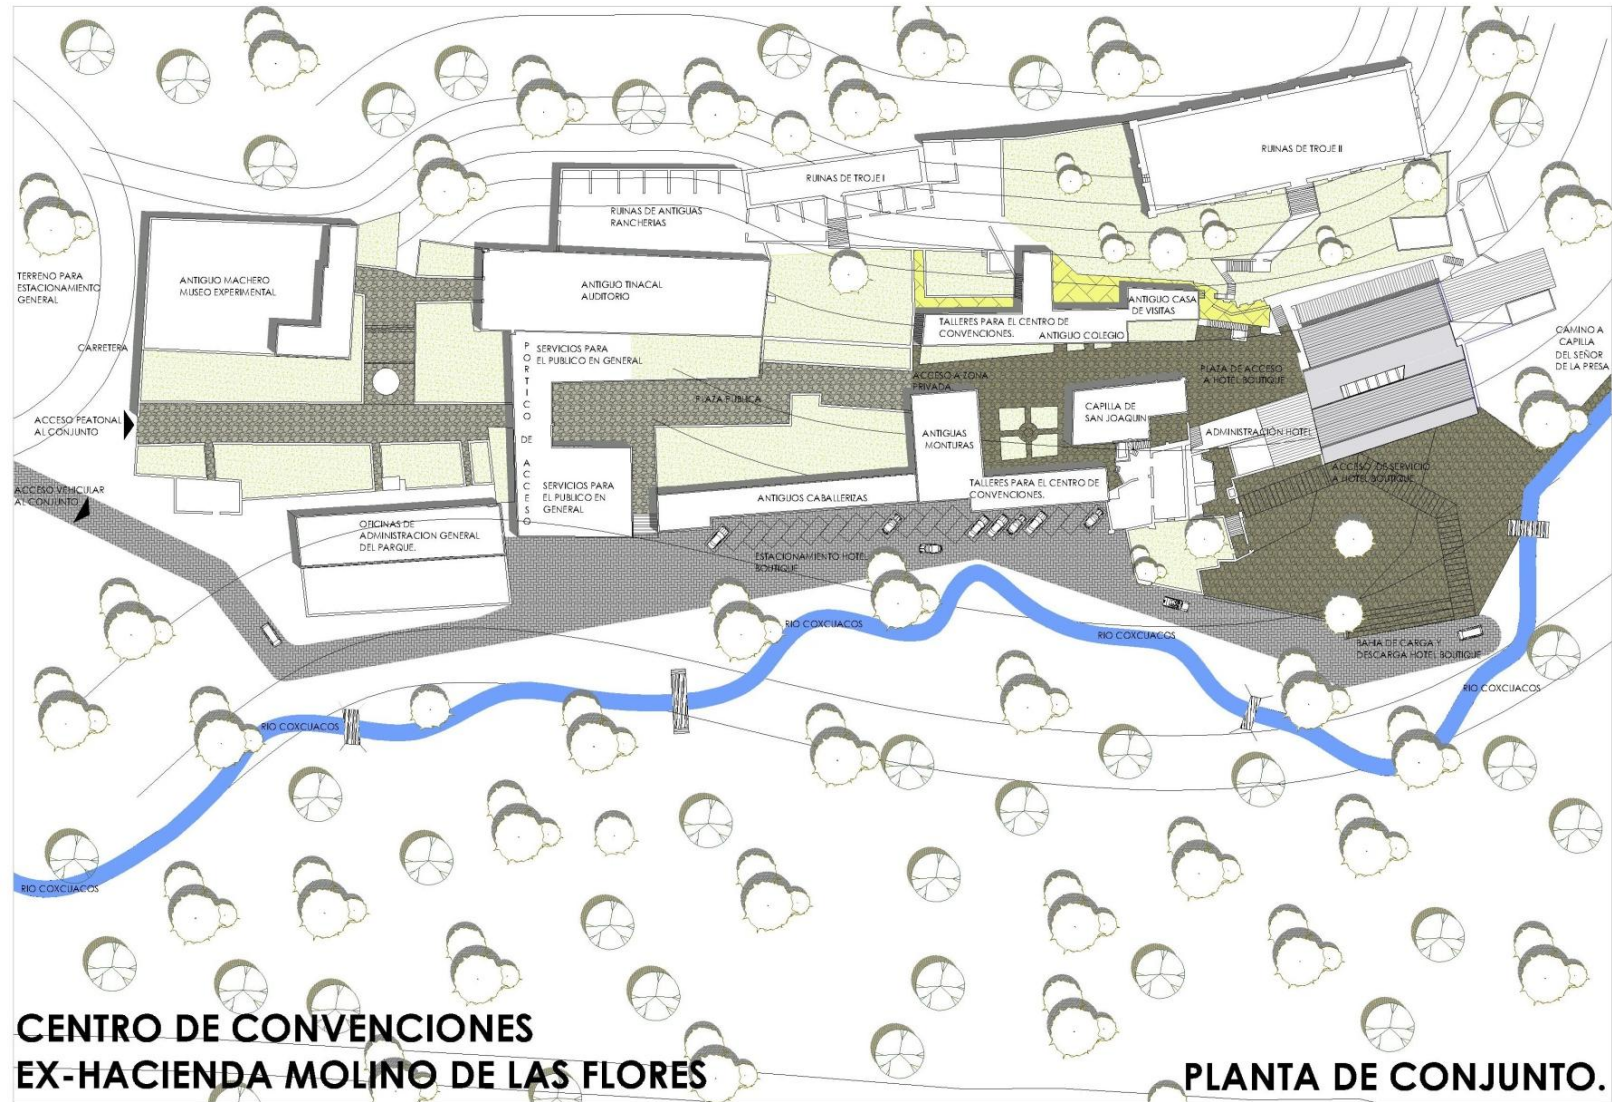 RUINAS DE TROJE II
RUINAS DE TROJE I
RUINAS DE ANTIGUAS
RANCHERIAS
TERRENO PARA
ESTACIONAMIENTO
GENERAL
ANTIGUO MACHERO
MUSEO EXPERIMENTAL
ANTIGUO TINACAL
AUDITORIO
ANTIGUO CASA
DE VISITAS
TALLERES PARA EL CENTRO DE
CONVENCIONES.
ANTIGUO COLEGIO
CARRETERA
PORTICO DE ACCESO
SERVICIOS PARA
EL PUBLICO EN GENERAL
CAMINO A
CAPILLA
DEL SEÑOR
DE LA PRESA
ACCESO A ZONA
PRIVADA
PLAZA DE ACCESO
A HOTEL BOUTIQUE
PLAZA PUBLICA
CAPILLA DE
SAN JOAQUIN
ACCESO PEATONAL
AL CONJUNTO
ANTIGUAS
MONTURAS
ADMINISTRACIÓN HOTEL
ACCESO DE SERVICIO
A HOTEL BOUTIQUE
ACCESO VEHICULAR
AL CONJUNTO
SERVICIOS PARA
EL PUBLICO EN
GENERAL
ANTIGUOS CABALLERIZAS
TALLERES PARA EL CENTRO DE
CONVENCIONES.
OFICINAS DE
ADMINISTRACION GENERAL
DEL PARQUE.
ESTACIONAMIENTO HOTEL
BOUTIQUE
RIO COXCUACOS
RIO COXCUACOS
BAHIA DE CARGA Y
DESCARGA HOTEL BOUTIQUE
RIO COXCUACOS
RIO COXCUACOS
RIO COXCUACOS
CENTRO DE CONVENCIONES
EX-HACIENDA MOLINO DE LAS FLORES
PLANTA DE CONJUNTO.